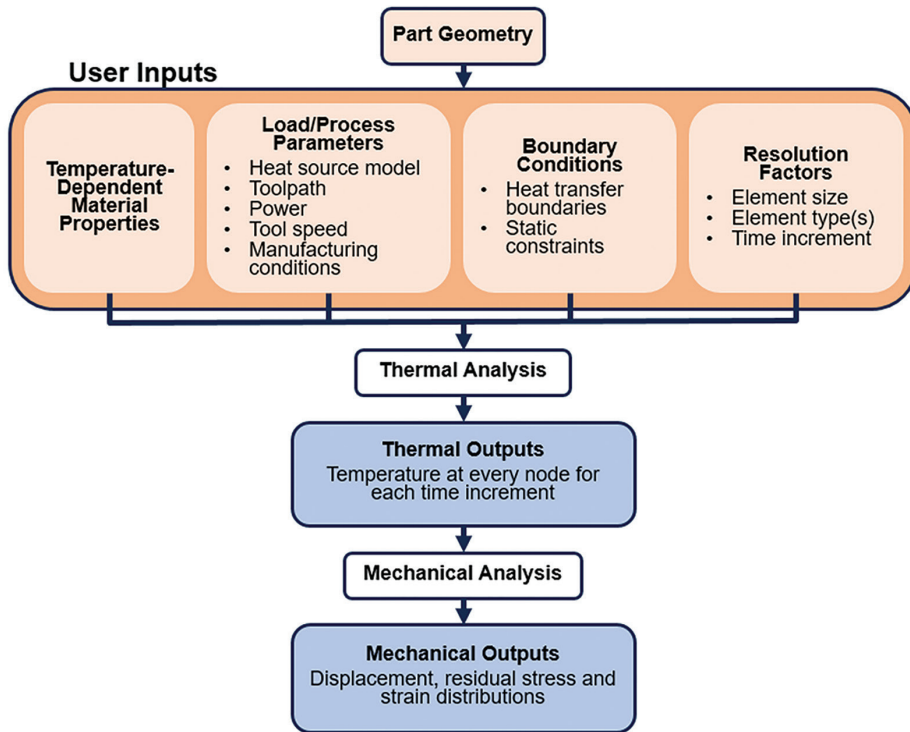 Part Geometry
User Inputs
Temperature-
Dependent
Material
Properties
Load/Process
Parameters
• Heat source model
• Toolpath
• Power
• Tool speed
• Manufacturing
conditions
Boundary
Conditions
• Heat transfer
boundaries
• Static
constraints
Resolution
Factors
• Element size
• Element type(s)
• Time increment
Thermal Analysis
Thermal Outputs
Temperature at every node for
each time increment
Mechanical Analysis
Mechanical Outputs
Displacement, residual stress and
strain distributions